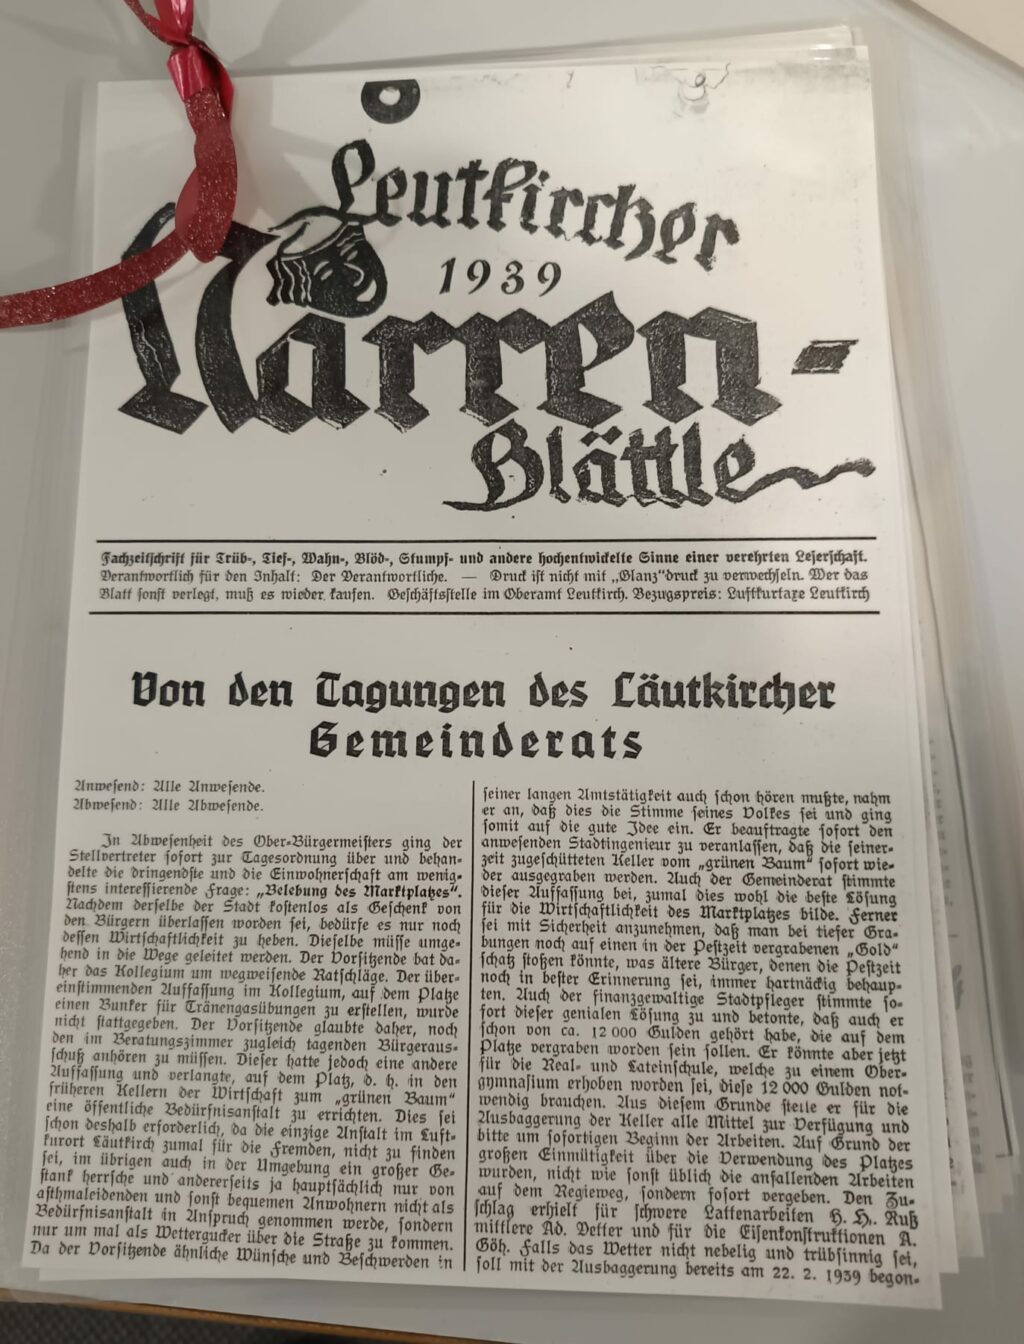 Leutkircher
1939
Narren-
Blättle
Fachzeitschrift für Trüb-, Tief-, Wahn-, Blöd-, Stumpf- und andere hochentwickelte Sinne einer verehrten Leserschaft.
Verantwortlich für den Inhalt: Der Verantwortliche. — Druck ist nicht mit „Glanz"druck zu verwechseln. Wer das
Blatt sonst verlegt, muß es wieder kaufen. Geschäftsstelle im Oberamt Leutkirch. Bezugspreis: Luftkurtaxe Leutkirch
Von den Tagungen des Läutkircher
Gemeinderats
Anwesend: Alle Anwesende.
Abwesend: Alle Abwesende.
In Abwesenheit des Ober-Bürgermeisters ging der
Stellvertreter sofort zur Tagesordnung über und behan-
delte die dringendste und die Einwohnerschaft am wenig-
stens interessierende Frage: „Belebung des Marktplatzes".
Nachdem derselbe der Stadt kostenlos als Geschenk von
den Bürgern überlassen worden sei, bedürfe es nur noch
dessen Wirtschaftlichkeit zu heben. Dieselbe müsse umge-
hend in die Wege geleitet werden. Der Vorsitzende bat da-
her das Kollegium um wegweisende Ratschläge. Der über-
einstimmenden Auffassung im Kollegium, auf dem Platze
einen Bunker für Tränengasübungen zu erstellen, wurde
nicht stattgegeben. Der Vorsitzende glaubte daher, noch
den im Beratungszimmer zugleich tagenden Bürgeraus-
schuß anhören zu müssen. Dieser hatte jedoch eine andere
Auffassung und verlangte, auf dem Platz, d. h. in den
früheren Kellern der Wirtschaft zum „grünen Baum"
eine öffentliche Bedürfnisanstalt zu errichten. Dies sei
schon deshalb erforderlich, da die einzige Anstalt im Luft-
kurort Läutkirch zumal für die Fremden, nicht zu finden
sei, im übrigen auch in der Umgebung ein großer Ge-
stank herrsche und andererseits ja hauptsächlich nur von
asthmaleidenden und sonst bequemen Anwohnern nicht als
Bedürfnisanstalt in Anspruch genommen werde, sondern
nur um mal als Wettergucker über die Straße zu kommen.
Da der Vorsitzende ähnliche Wünsche und Beschwerden in
seiner langen Amtstätigkeit auch schon hören mußte, nahm
er an, daß dies die Stimme seines Volkes sei und ging
somit auf die gute Idee ein. Er beauftragte sofort den
anwesenden Stadtingenieur zu veranlassen, daß die seiner-
zeit zugeschütteten Keller vom „grünen Baum" sofort wie-
der ausgegraben werden. Auch der Gemeinderat stimmte
dieser Auffassung bei, zumal dies wohl die beste Lösung
für die Wirtschaftlichkeit des Marktplatzes bilde. Ferner
sei mit Sicherheit anzunehmen, daß man bei tiefer Gra-
bungen noch auf einen in der Pestzeit vergrabenen „Gold"
schatz stoßen könnte, was ältere Bürger, denen die Pestzeit
noch in bester Erinnerung sei, immer hartnäckig behaup-
ten. Auch der finanzgewaltige Stadtpfleger stimmte so-
fort dieser genialen Lösung zu und betonte, daß auch er
schon von ca. 12 000 Gulden gehört habe, die auf dem
Platze vergraben worden sein sollen. Er könnte aber jetzt
für die Real- und Lateinschule, welche zu einem Ober-
gymnasium erhoben worden sei, diese 12 000 Gulden not-
wendig brauchen. Aus diesem Grunde stelle er für die
Ausbaggerung der Keller alle Mittel zur Verfügung und
bitte um sofortigen Beginn der Arbeiten. Auf Grund der
großen Einmütigkeit über die Verwendung des Platzes
wurden, nicht wie sonst üblich die anfallenden Arbeiten
auf dem Regieweg, sondern sofort vergeben. Den Zu-
schlag erhielt für schwere Lattenarbeiten H. Hr. Ruß
mittlere Ad. Vetter und für die Eisenkonstruktionen A.
Göh. Falls das Wetter nicht nebelig und trübsinnig sei,
soll mit der Ausbaggerung bereits am 22. 2. 1939 begon-